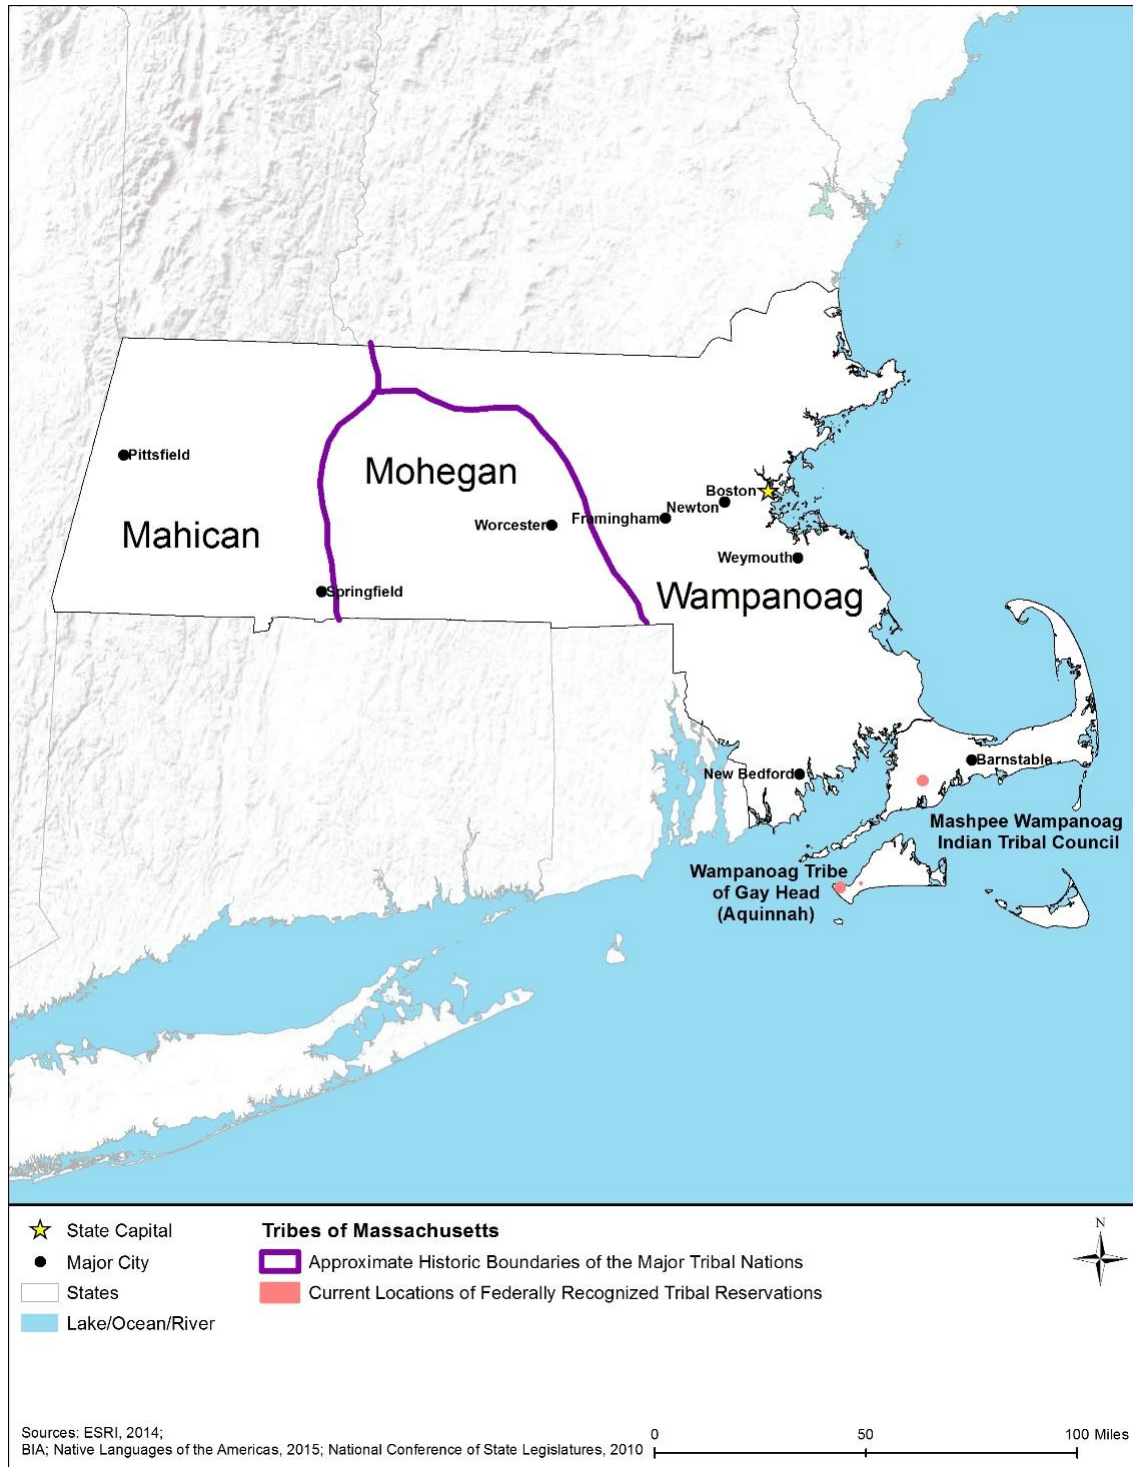 Pittsfield
Mohegan
Mahican
Worcester
Springfield
Boston
Newton
Framingham
Weymouth
Wampanoag
New Bedford
Barnstable
Mashpee Wampanoag
Indian Tribal Council
Wampanoag Tribe
of Gay Head
(Aquinnah)
State Capital
Major City
States
Lake/Ocean/River
Tribes of Massachusetts
Approximate Historic Boundaries of the Major Tribal Nations
Current Locations of Federally Recognized Tribal Reservations
N
Sources: ESRI, 2014;
BIA; Native Languages of the Americas, 2015; National Conference of State Legislatures, 2010
0 50 100 Miles